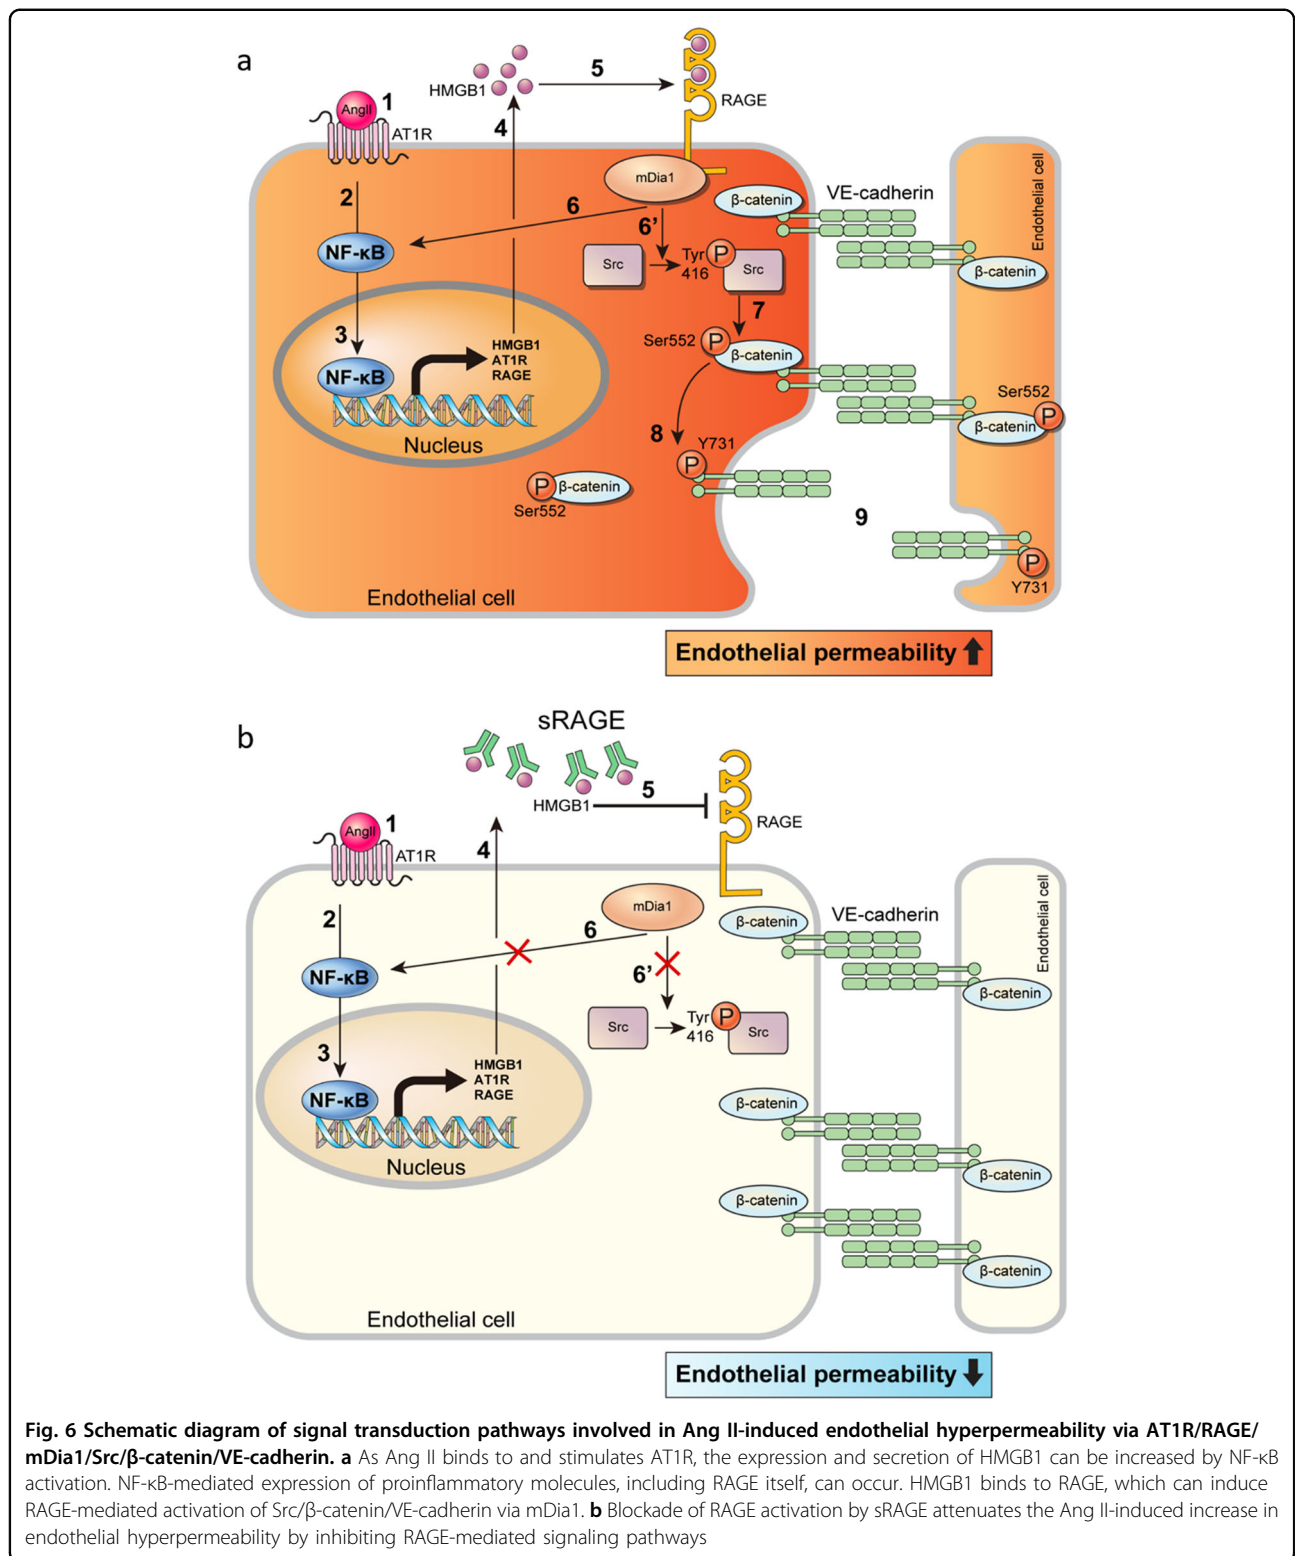 a
HMGB1
5
RAGE
AngII
1
AT1R
4
mDia1
2
6
6’
β-catenin
VE-cadherin
Endothelial cell
NF-κB
Src
Tyr
416
P
Src
β-catenin
7
3
Ser552
P
β-catenin
NF-κB
HMGB1
AT1R
RAGE
Nucleus
8
Y731
P
Ser552
P
β-catenin
P
β-catenin
Ser552
9
P
Y731
Endothelial cell
Endothelial permeability
b
sRAGE
5
HMGB1
RAGE
AngII
1
AT1R
4
mDia1
2
6
6’
β-catenin
VE-cadherin
Endothelial cell
NF-κB
β-catenin
Src
Tyr
416
P
Src
3
NF-κB
HMGB1
AT1R
RAGE
Nucleus
β-catenin
β-catenin
β-catenin
β-catenin
Endothelial cell
Endothelial permeability
Fig. 6 Schematic diagram of signal transduction pathways involved in Ang II-induced endothelial hyperpermeability via AT1R/RAGE/
mDia1/Src/β-catenin/VE-cadherin. a As Ang II binds to and stimulates AT1R, the expression and secretion of HMGB1 can be increased by NF-κB
activation. NF-κB-mediated expression of proinflammatory molecules, including RAGE itself, can occur. HMGB1 binds to RAGE, which can induce
RAGE-mediated activation of Src/β-catenin/VE-cadherin via mDia1. b Blockade of RAGE activation by sRAGE attenuates the Ang II-induced increase in
endothelial hyperpermeability by inhibiting RAGE-mediated signaling pathways